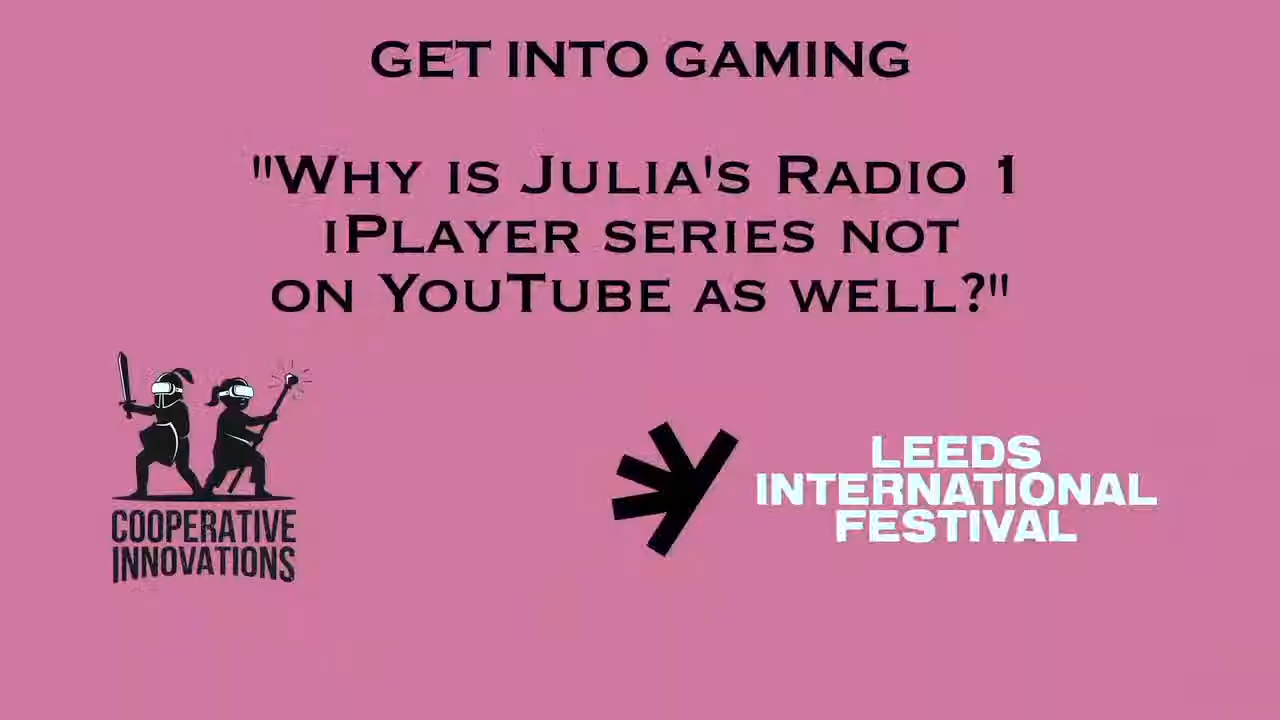 GET INTO GAMING
"WHY IS JULIA'S RADIO 1
IPLAYER SERIES NOT
ON YOUTUBE AS WELL?"
COOPERATIVE
INNOVATIONS
LEEDS
INTERNATIONAL
FESTIVAL